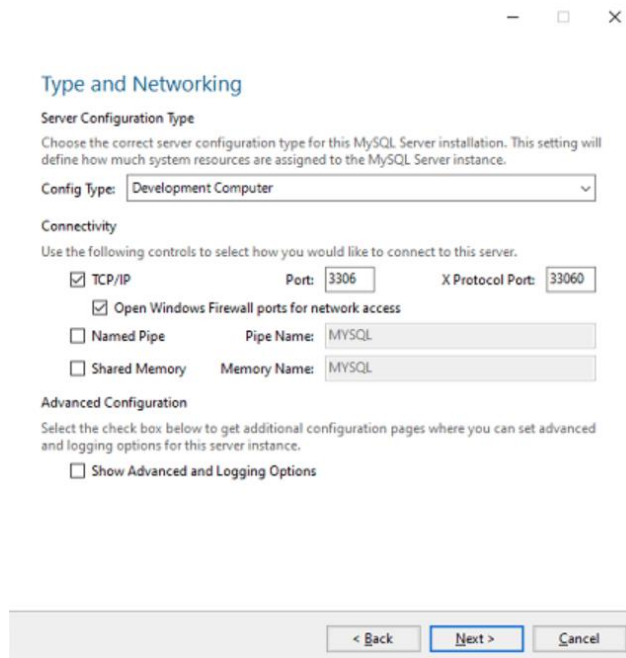 Type and Networking
Server Configuration Type
Choose the correct server configuration type for this MySQL Server installation. This setting will
define how much system resources are assigned to the MySQL Server instance.
Config Type: Development Computer
Connectivity
Use the following controls to select how you would like to connect to this server.
TCP/IP Port: 3306 X Protocol Port: 33060
Open Windows Firewall ports for network access
Named Pipe Pipe Name: MYSQL
Shared Memory Memory Name: MYSQL
Advanced Configuration
Select the check box below to get additional configuration pages where you can set advanced
and logging options for this server instance.
Show Advanced and Logging Options
< Back Next > Cancel